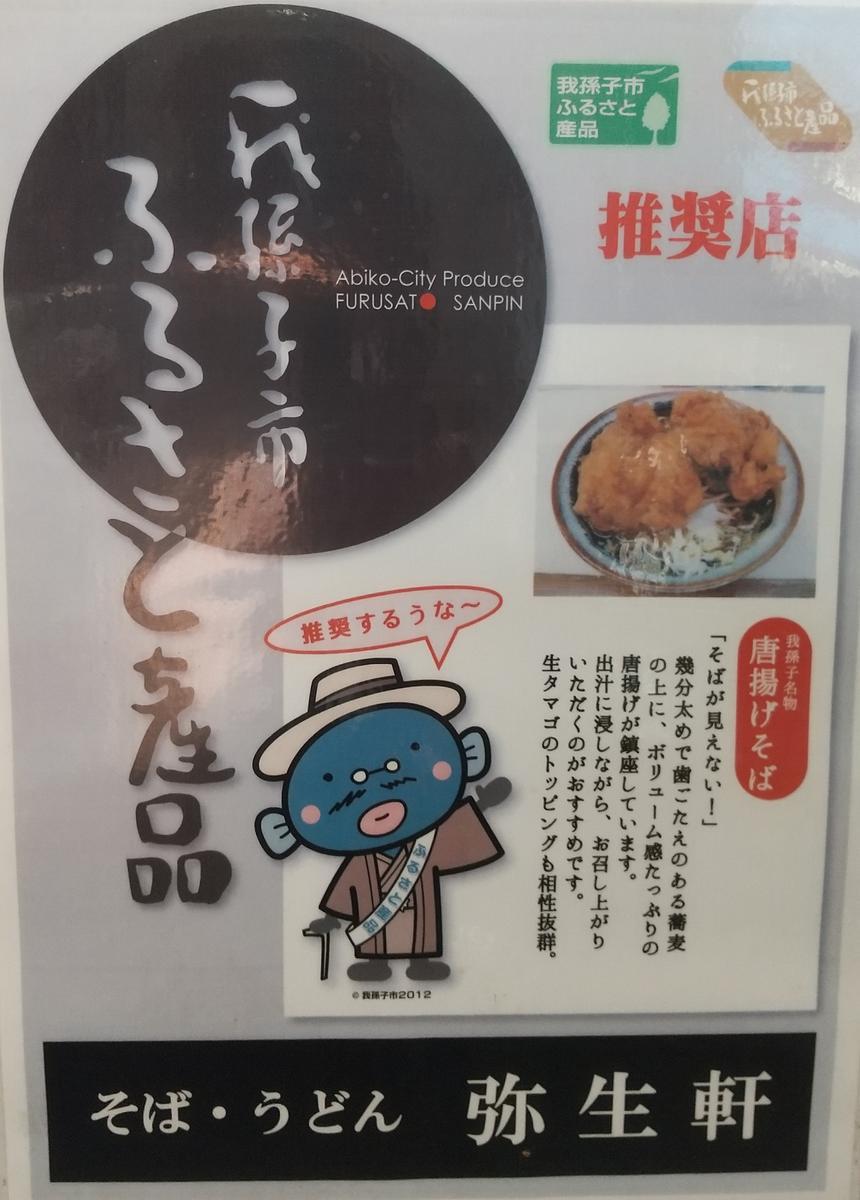 我孫子市
ふるさと産品
Abiko-City Produce
FURUSAT● SANPIN
我孫子市
ふるさと
産品
我孫子市
ふるさと産品
推奨店
我孫子名物
唐揚げそば
「そばが見えない！」
幾分太めで歯ごたえのある蕎麦
の上に、ボリューム感たっぷりの
唐揚げが鎮座しています。
出汁に浸しながら、お召し上がり
いただくのがおすすめです。
生タマゴのトッピングも相性抜群。
推奨するうな～
ふるさと産品
© 我孫子市2012
そば・うどん 弥生軒